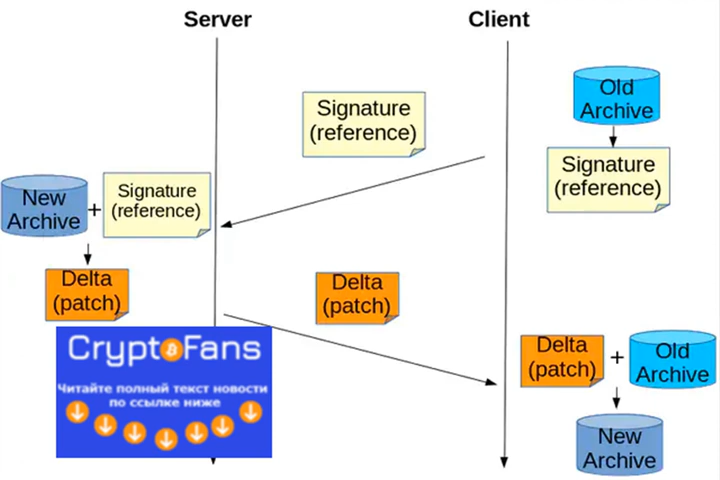 Server
Client
Old
Archive
Signature
(reference)
Signature
(reference)
New
Archive
+
Signature
(reference)
Delta
(patch)
Delta
(patch)
Delta
(patch)
+
Old
Archive
New
Archive
CryptoFans
Читайте полный текст новости
по ссылке ниже